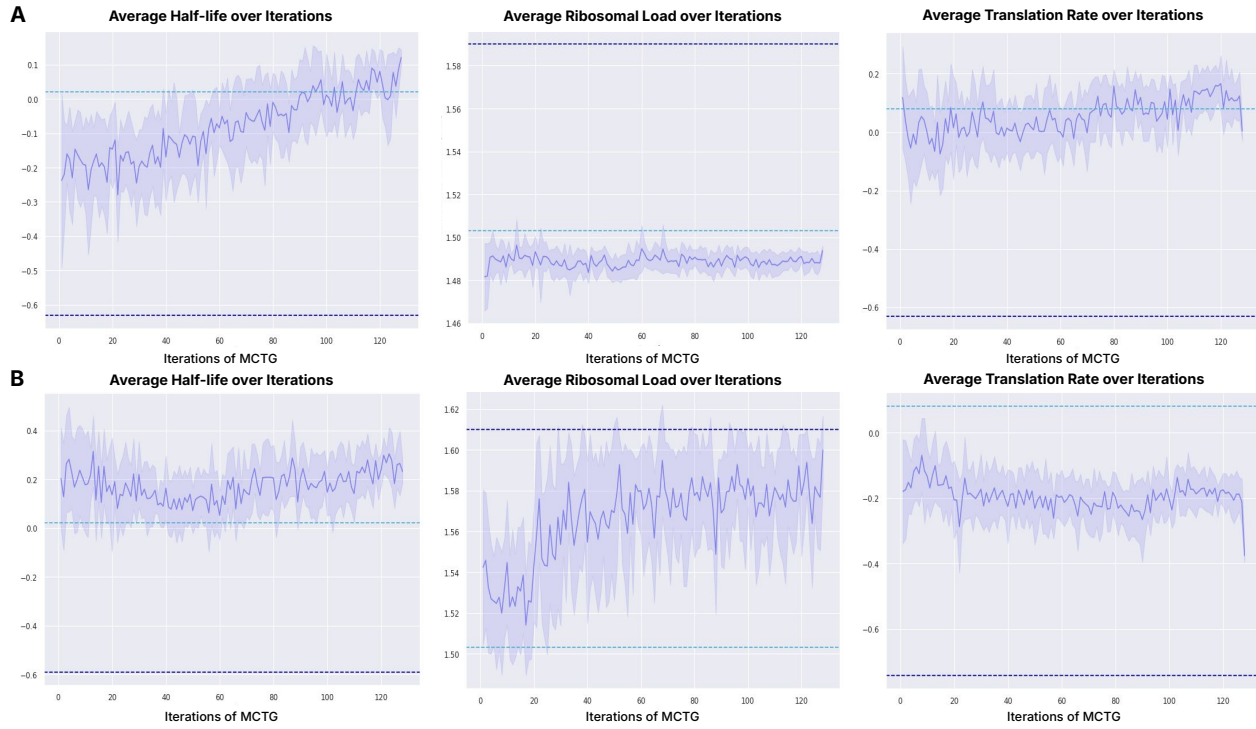 A
Average Half-life over Iterations
Average Ribosomal Load over Iterations
Average Translation Rate over Iterations
0.1
0.0
−0.1
−0.2
−0.3
−0.4
−0.5
−0.6
0 20 40 60 80 100 120
Iterations of MCTG
1.58
1.56
1.54
1.52
1.50
1.48
1.46
0 20 40 60 80 100 120
Iterations of MCTG
0.2
0.0
−0.2
−0.4
−0.6
0 20 40 60 80 100 120
Iterations of MCTG
B
Average Half-life over Iterations
Average Ribosomal Load over Iterations
Average Translation Rate over Iterations
0.4
0.2
0.0
−0.2
−0.4
−0.6
0 20 40 60 80 100 120
Iterations of MCTG
1.62
1.60
1.58
1.56
1.54
1.52
1.50
0 20 40 60 80 100 120
Iterations of MCTG
0.0
−0.2
−0.4
−0.6
0 20 40 60 80 100 120
Iterations of MCTG